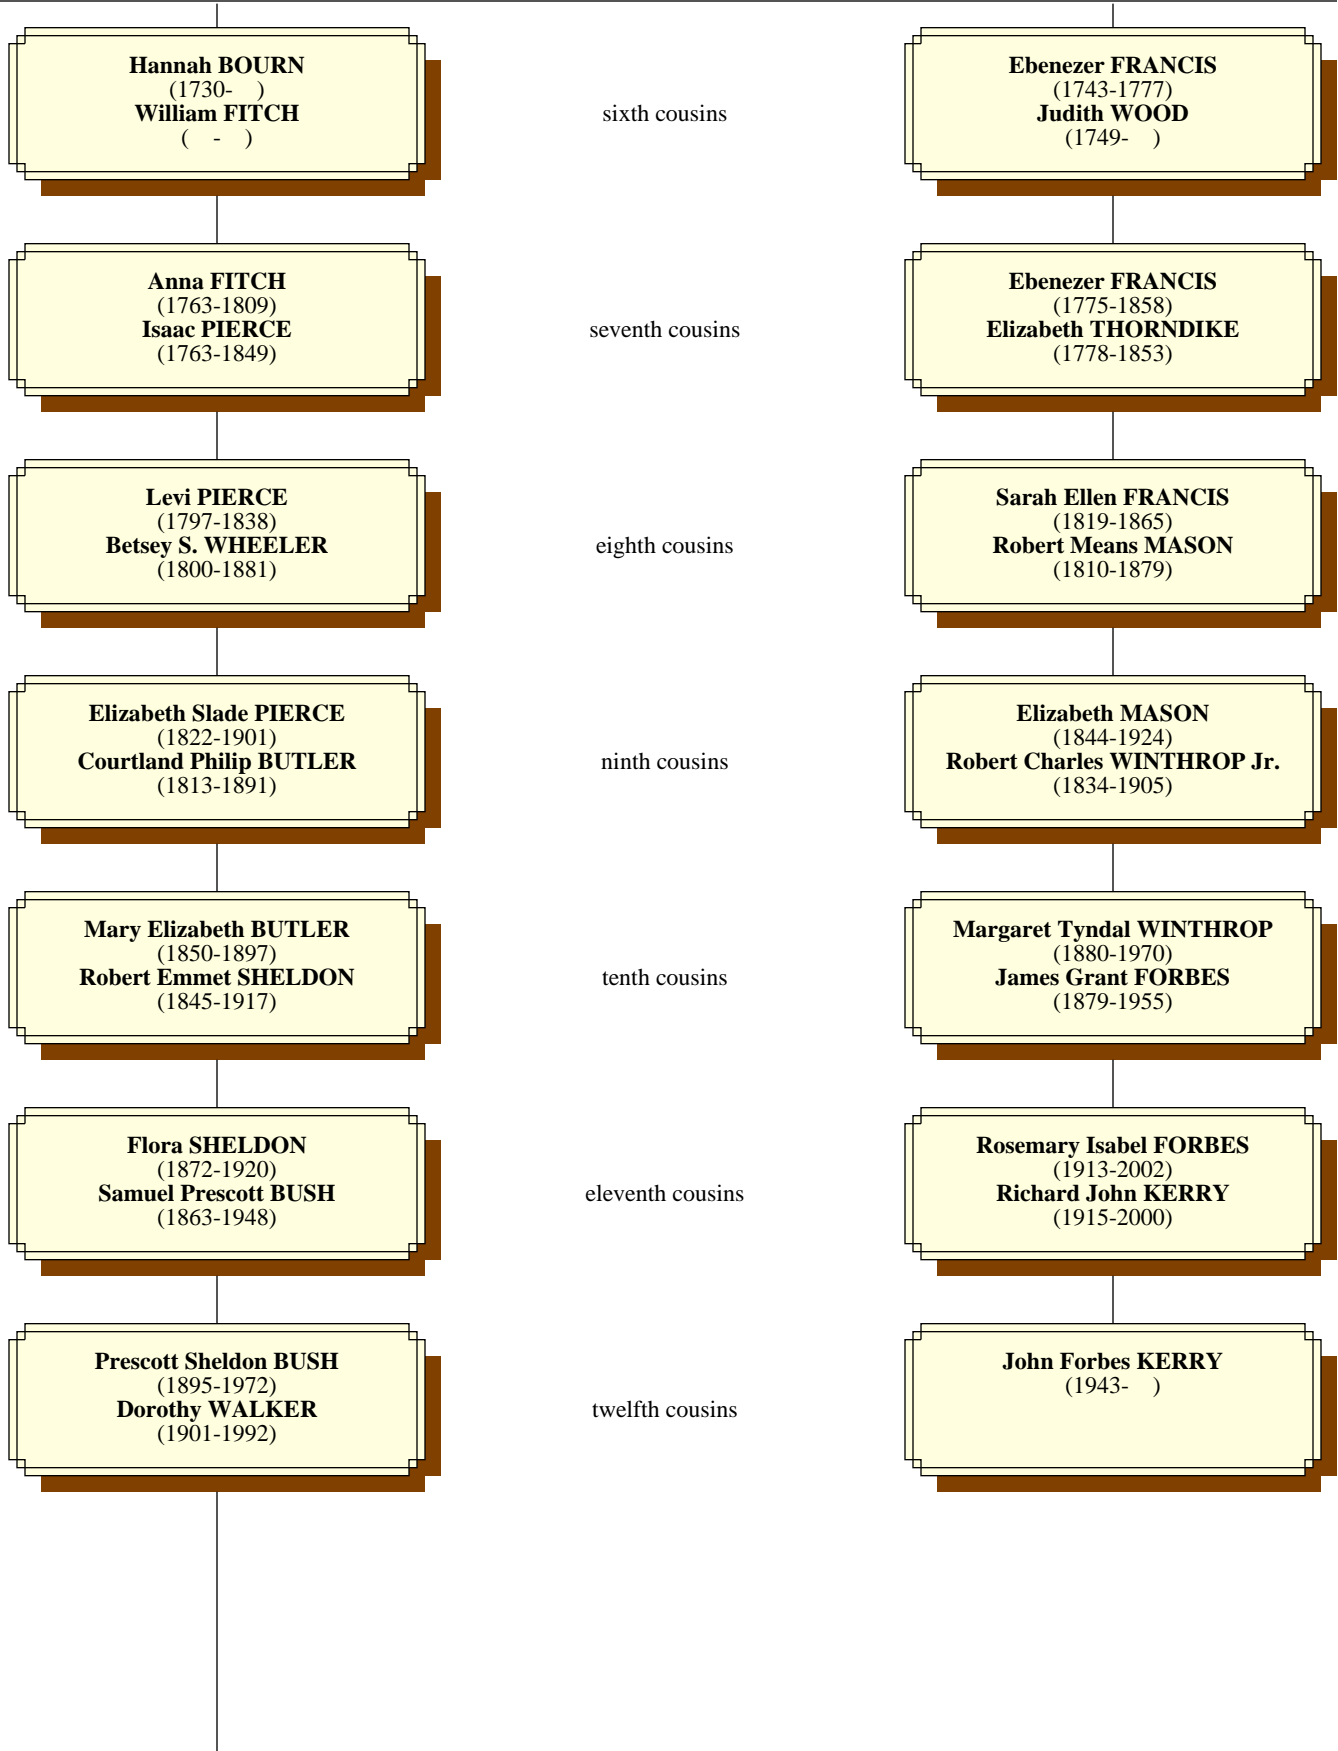 Hannah BOURN
(1730-    )
William FITCH
(    -    )
sixth cousins
Ebenezer FRANCIS
(1743-1777)
Judith WOOD
(1749-    )
Anna FITCH
(1763-1809)
Isaac PIERCE
(1763-1849)
seventh cousins
Ebenezer FRANCIS
(1775-1858)
Elizabeth THORNDIKE
(1778-1853)
Levi PIERCE
(1797-1838)
Betsey S. WHEELER
(1800-1881)
eighth cousins
Sarah Ellen FRANCIS
(1819-1865)
Robert Means MASON
(1810-1879)
Elizabeth Slade PIERCE
(1822-1901)
Courtland Philip BUTLER
(1813-1891)
ninth cousins
Elizabeth MASON
(1844-1924)
Robert Charles WINTHROP Jr.
(1834-1905)
Mary Elizabeth BUTLER
(1850-1897)
Robert Emmet SHELDON
(1845-1917)
tenth cousins
Margaret Tyndal WINTHROP
(1880-1970)
James Grant FORBES
(1879-1955)
Flora SHELDON
(1872-1920)
Samuel Prescott BUSH
(1863-1948)
eleventh cousins
Rosemary Isabel FORBES
(1913-2002)
Richard John KERRY
(1915-2000)
Prescott Sheldon BUSH
(1895-1972)
Dorothy WALKER
(1901-1992)
twelfth cousins
John Forbes KERRY
(1943-    )